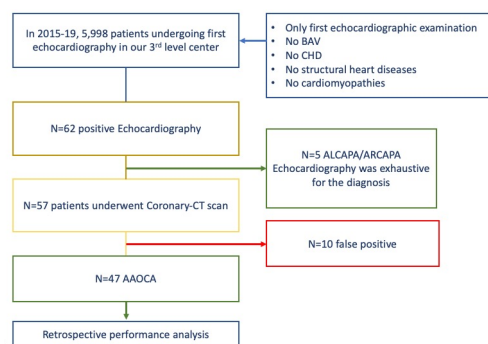 In 2015-19, 5,998 patients undergoing first
echocardiography in our 3rd level center
• Only first echocardiographic examination
• No BAV
• No CHD
• No structural heart diseases
• No cardiomyopathies
N=62 positive Echocardiography
N=5 ALCAPA/ARCAPA
Echocardiography was exhaustive
for the diagnosis
N=57 patients underwent Coronary-CT scan
N=10 false positive
N=47 AAOCA
Retrospective performance analysis